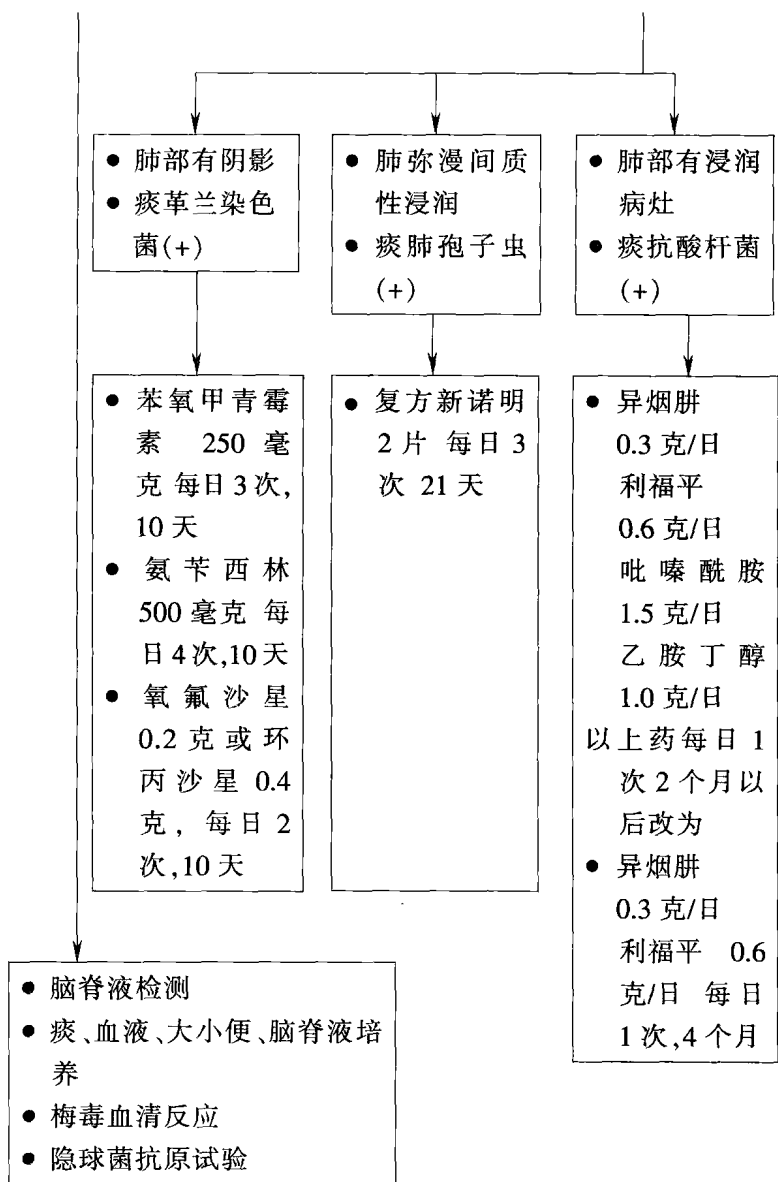 ● 肺部有阴影
● 痰革兰染色
菌(+)
● 肺弥漫间质
性浸润
● 痰肺孢子虫
(+)
● 肺部有浸润
病灶
● 痰抗酸杆菌
(+)
● 苯氧甲青霉
素 250 毫
克 每日3次,
10天
● 氨苄西林
500毫克 每
日4次,10天
● 氧氟沙星
0.2克或环
丙沙星0.4
克, 每日2
次,10天
● 复方新诺明
2片 每日3
次 21天
● 异烟肼
0.3克/日
利福平
0.6克/日
吡嗪酰胺
1.5克/日
乙胺丁醇
1.0克/日
以上药每日1
次2个月以
后改为
● 异烟肼
0.3克/日
利福平 0.6
克/日 每日
1次,4个月
● 脑脊液检测
● 痰、血液、大小便、脑脊液培
养
● 梅毒血清反应
● 隐球菌抗原试验